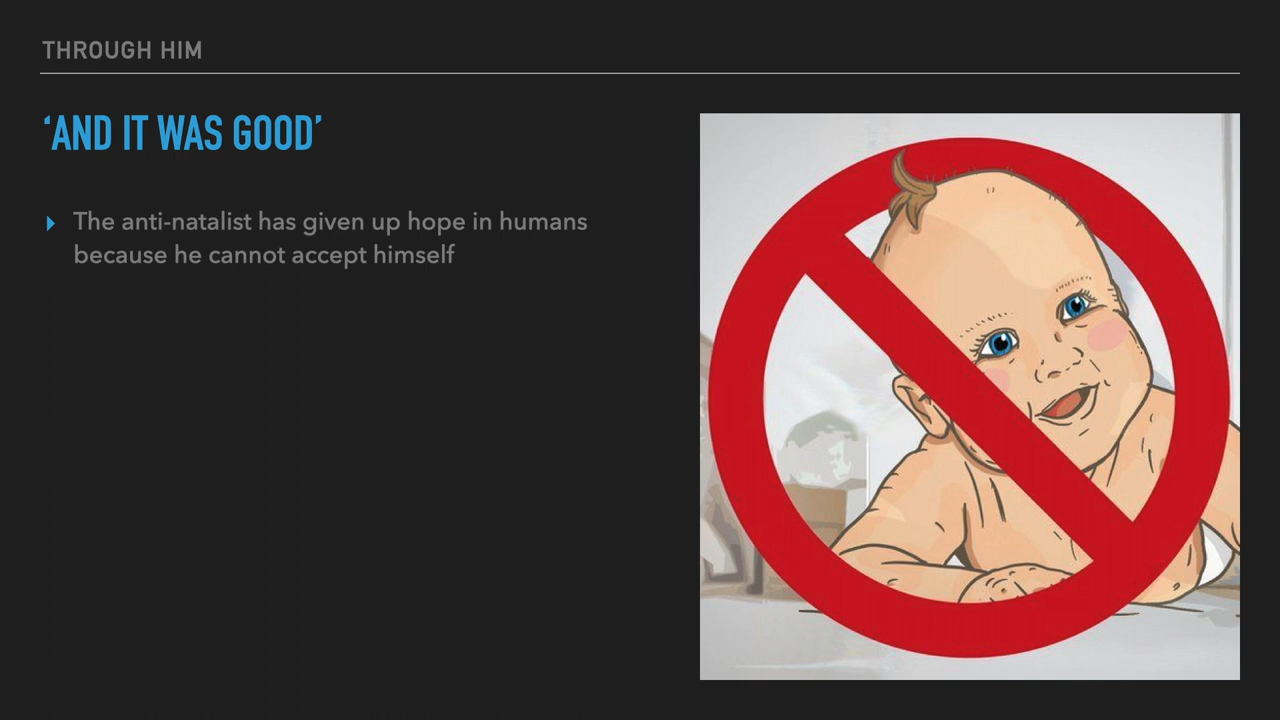 THROUGH HIM
‘AND IT WAS GOOD’
The anti-natalist has given up hope in humans
because he cannot accept himself